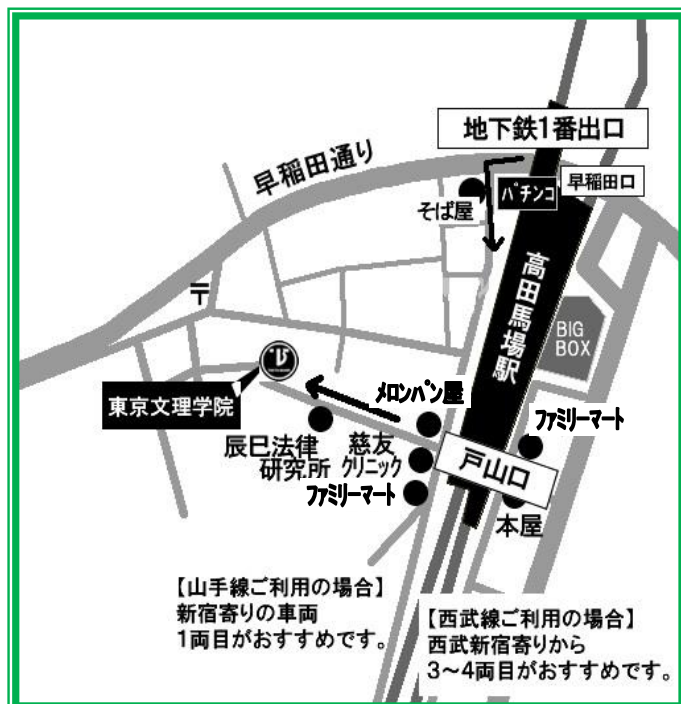 地下鉄1番出口
早稲田通り
パチンコ
早稲田口
そば屋
高田馬場駅
〒
BIG
BOX
東京文理学院
メロンパン屋
ファミリーマート
辰巳法律
研究所
慈友
クリニック
戸山口
ファミリーマート
本屋
【山手線ご利用の場合】
新宿寄りの車両
1両目がおすすめです。
【西武線ご利用の場合】
西武新宿寄りから
3～4両目がおすすめです。